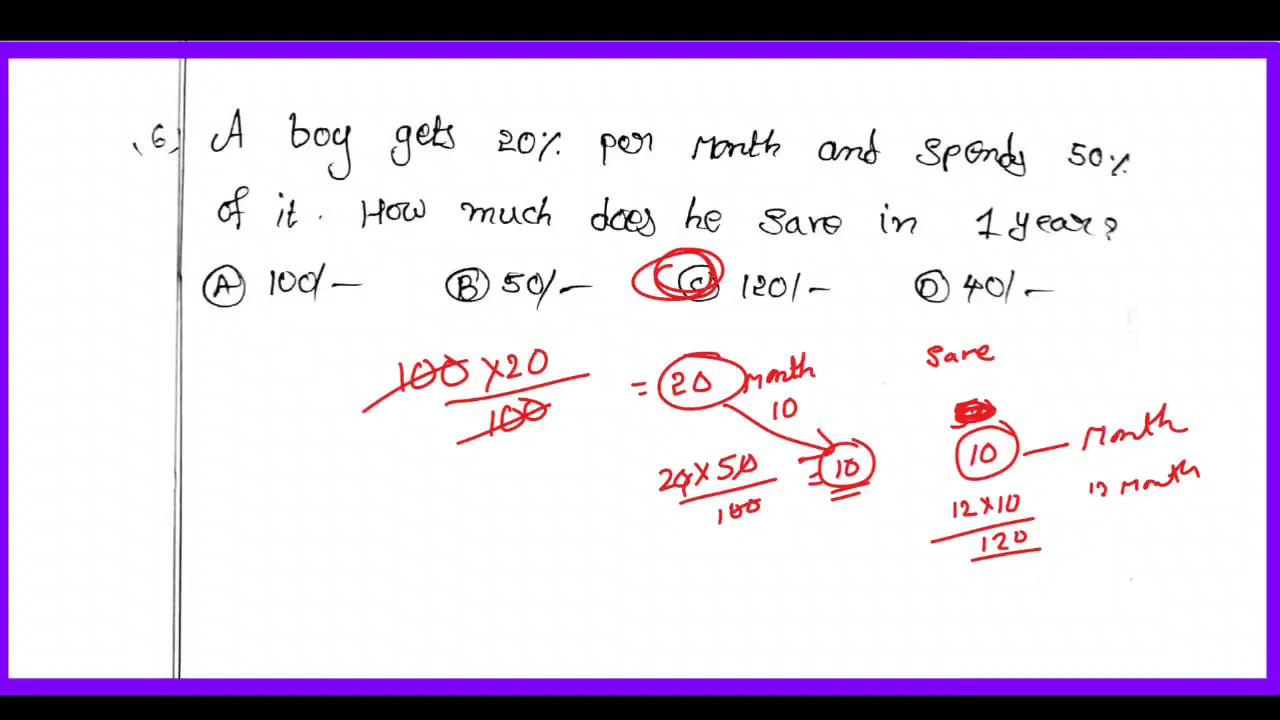 (6) A boy gets 20% per month and spends 50%
of it. How much does he save in 1 year?
(A) 100/- (B) 50/- (C) 120/- (D) 40/-
100 × 20 / 100 = 20 Month
10
20 × 50 / 100 = 10
Save
10 — Month
12 Month
12 × 10
120